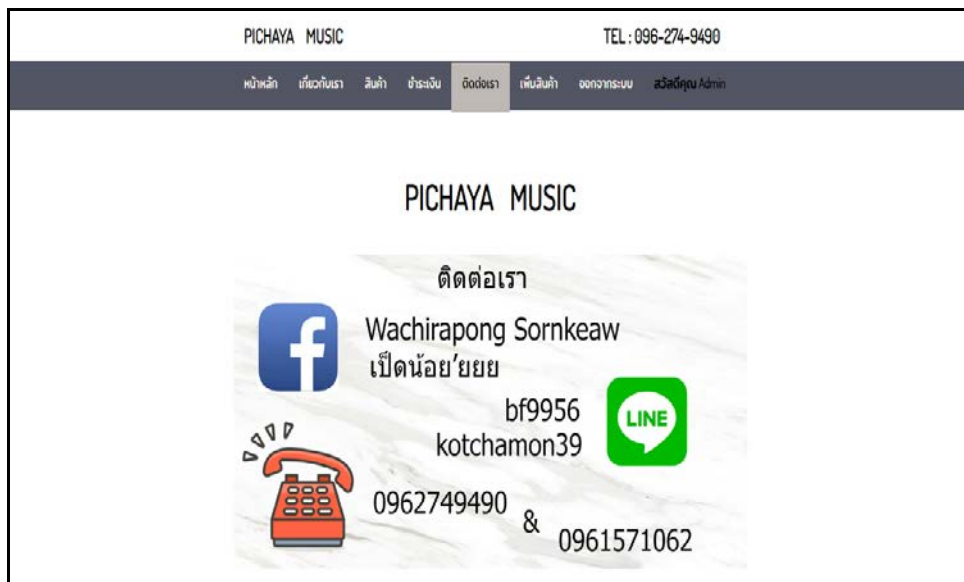 PICHAYA MUSIC TEL : 096-274-9490
หน้าหลัก เกี่ยวกับเรา สินค้า ชำระเงิน ติดต่อเรา เพิ่มสินค้า ออกจากระบบ สวัสดีคุณ Admin
PICHAYA MUSIC
ติดต่อเรา
Wachirapong Sornkeaw
เป็ดน้อย’ยยย
bf9956
kotchamon39
LINE
0962749490
&
0961571062